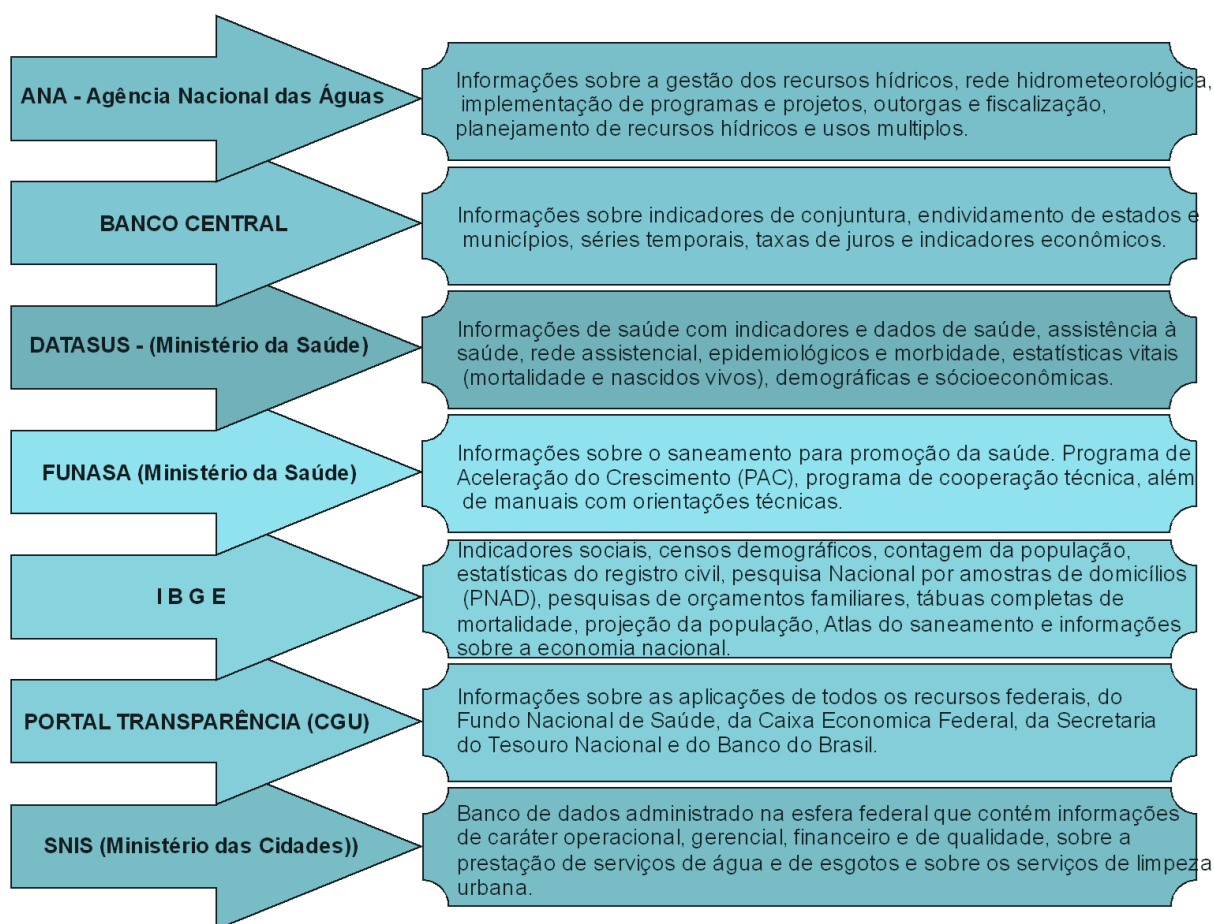 ANA - Agência Nacional das Águas
Informações sobre a gestão dos recursos hídricos, rede hidrometeorológica,
implementação de programas e projetos, outorgas e fiscalização,
planejamento de recursos hídricos e usos multiplos.
BANCO CENTRAL
Informações sobre indicadores de conjuntura, endividamento de estados e
municípios, séries temporais, taxas de juros e indicadores econômicos.
DATASUS - (Ministério da Saúde)
Informações de saúde com indicadores e dados de saúde, assistência à
saúde, rede assistencial, epidemiológicos e morbidade, estatísticas vitais
(mortalidade e nascidos vivos), demográficas e sócioeconômicas.
FUNASA (Ministério da Saúde)
Informações sobre o saneamento para promoção da saúde. Programa de
Aceleração do Crescimento (PAC), programa de cooperação técnica, além
de manuais com orientações técnicas.
I B G E
Indicadores sociais, censos demográficos, contagem da população,
estatísticas do registro civil, pesquisa Nacional por amostras de domicílios
(PNAD), pesquisas de orçamentos familiares, tábuas completas de
mortalidade, projeção da população, Atlas do saneamento e informações
sobre a economia nacional.
PORTAL TRANSPARÊNCIA (CGU)
Informações sobre as aplicações de todos os recursos federais, do
Fundo Nacional de Saúde, da Caixa Economica Federal, da Secretaria
do Tesouro Nacional e do Banco do Brasil.
SNIS (Ministério das Cidades))
Banco de dados administrado na esfera federal que contém informações
de caráter operacional, gerencial, financeiro e de qualidade, sobre a
prestação de serviços de água e de esgotos e sobre os serviços de limpeza
urbana.